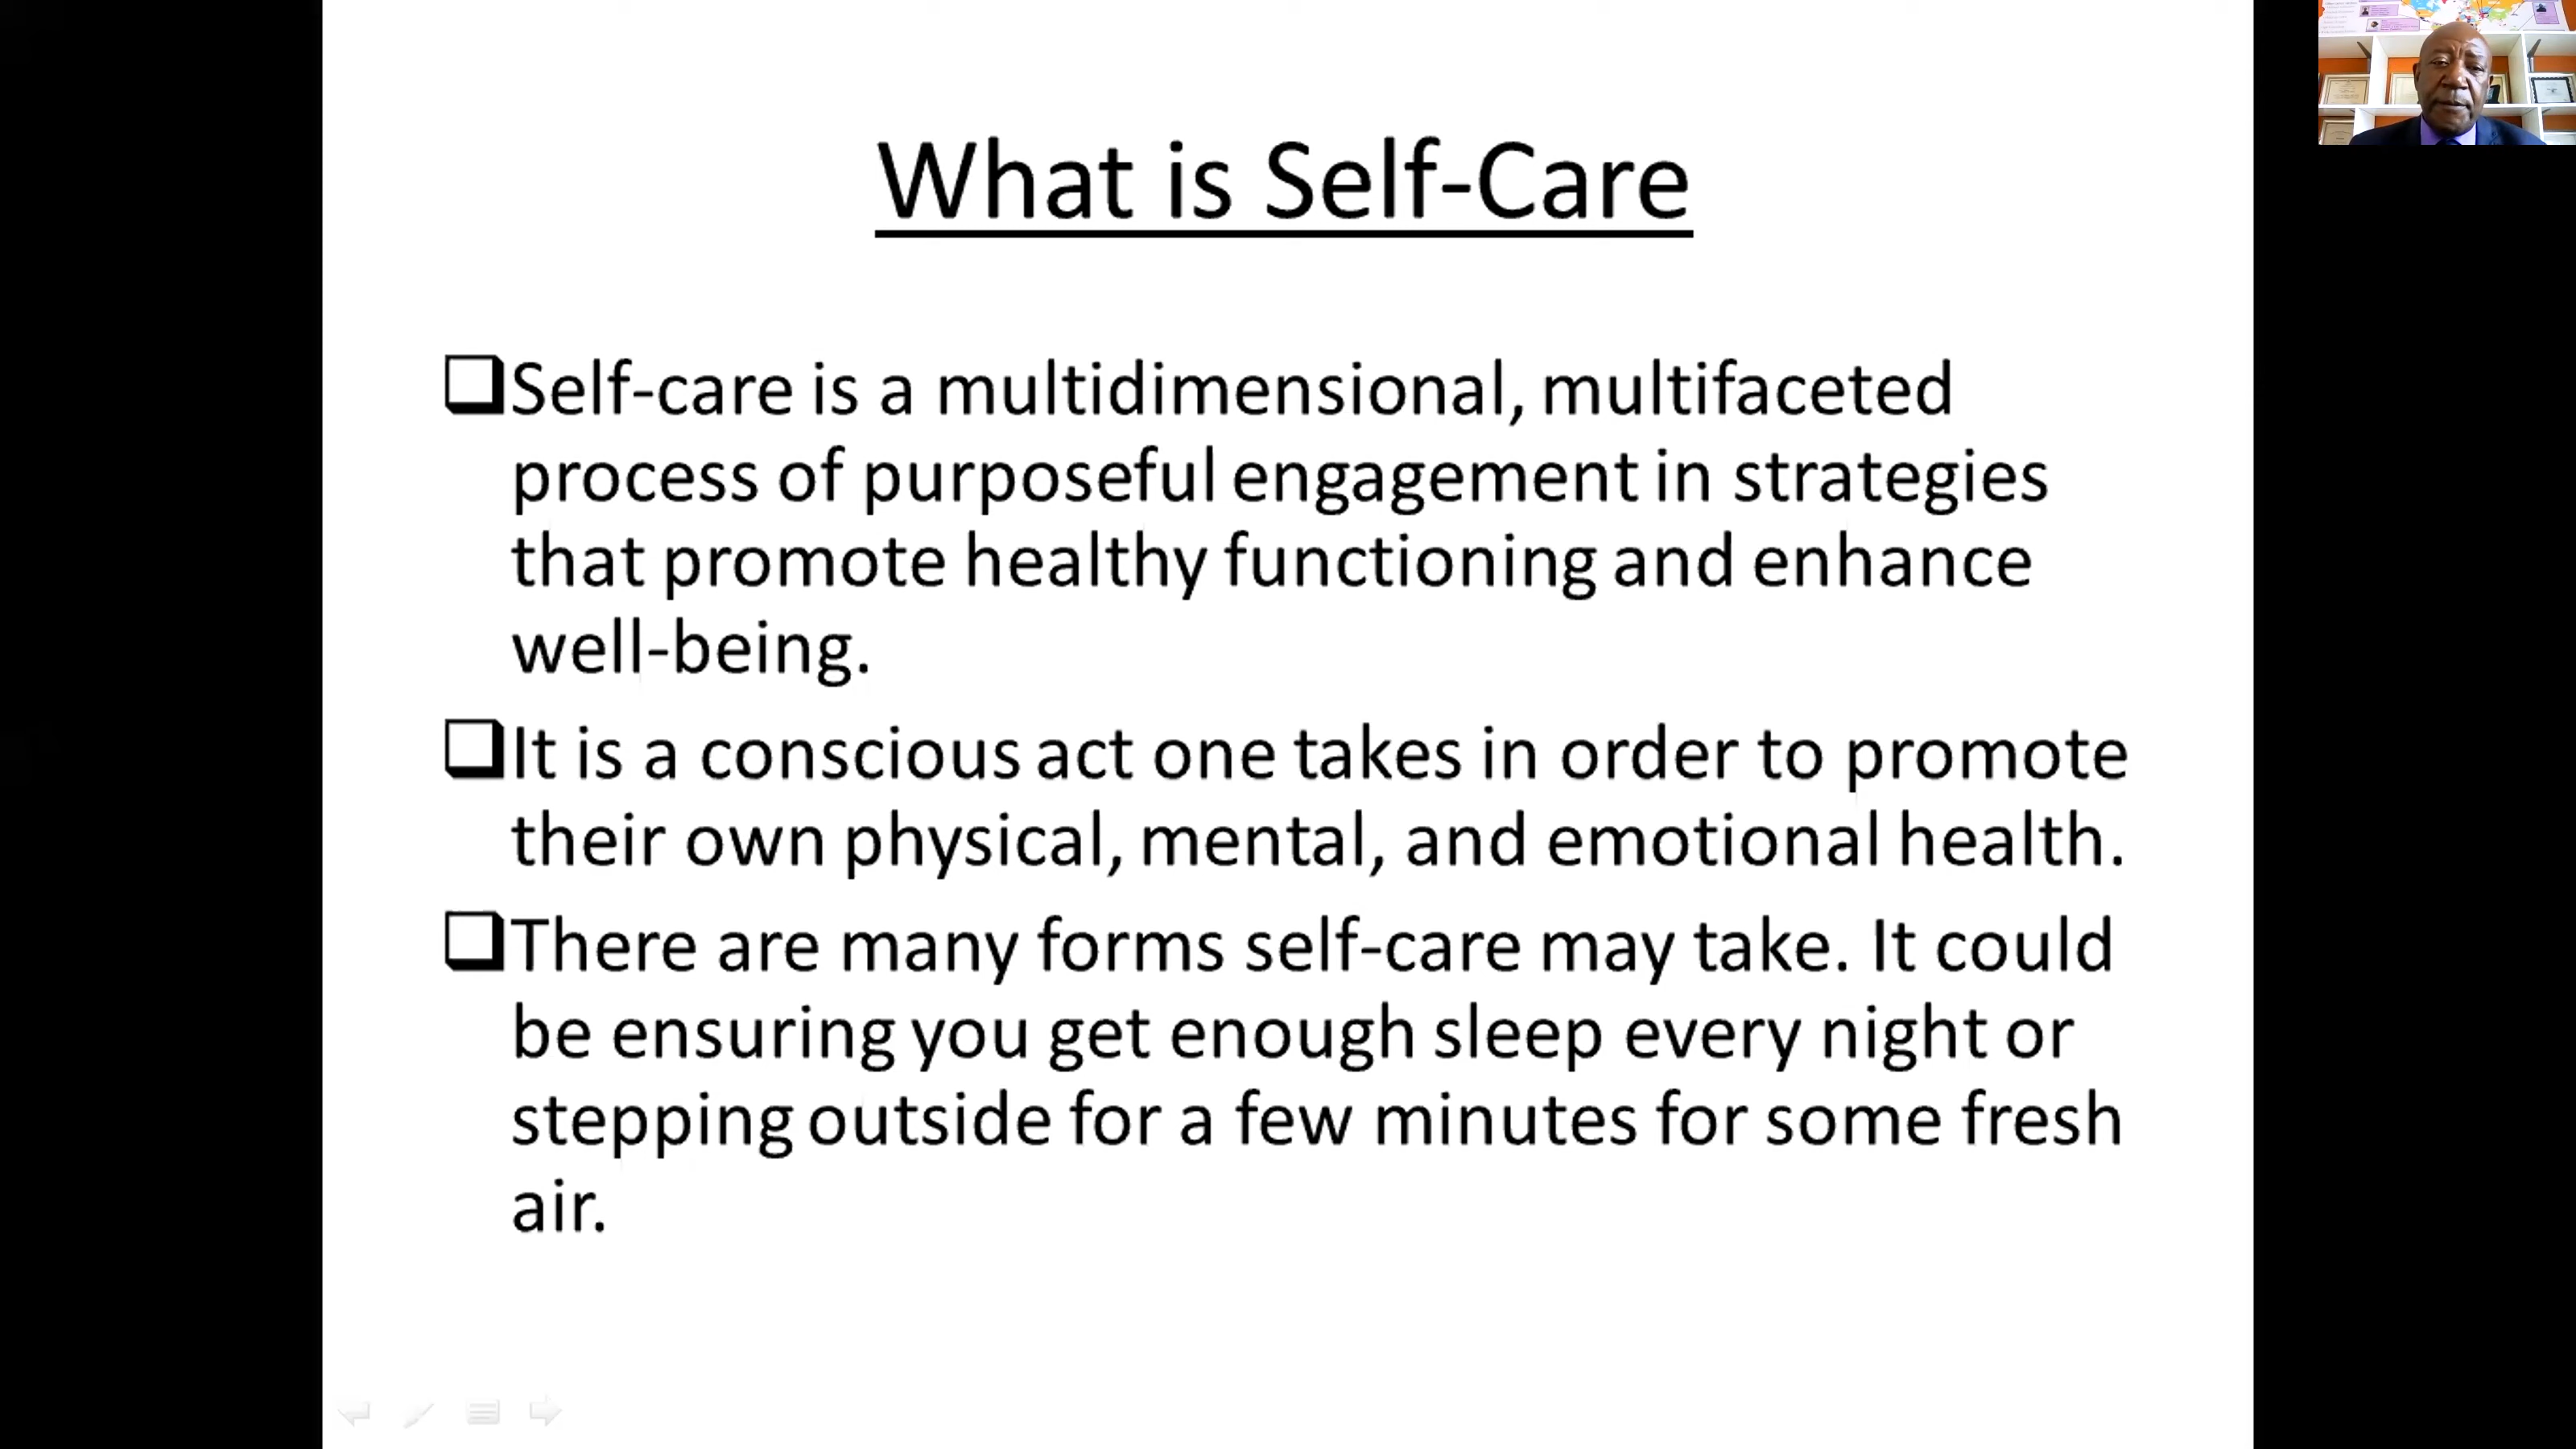 What is Self-Care
Self-care is a multidimensional, multifaceted
process of purposeful engagement in strategies
that promote healthy functioning and enhance
well-being.
It is a conscious act one takes in order to promote
their own physical, mental, and emotional health.
There are many forms self-care may take. It could
be ensuring you get enough sleep every night or
stepping outside for a few minutes for some fresh
air.